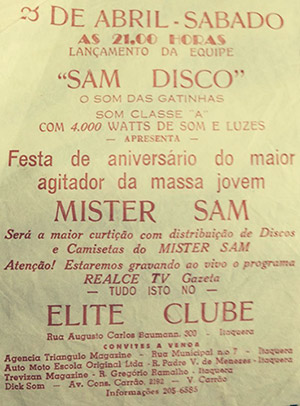 DE ABRIL - SABADO
AS 21,00 HORAS
LANÇAMENTO DA EQUIPE
"SAM DISCO"
O SOM DAS GATINHAS
SOM CLASSE "A"
COM 4.000 WATTS DE SOM E LUZES
— APRESENTA —
Festa de aniversário do maior
agitador da massa jovem
MISTER SAM
Será a maior curtição com distribuição de Discos
e Camisetas do MISTER SAM
Atenção! Estaremos gravando ao vivo o programa
REALCE TV Gazeta
— TUDO ISTO NO —
ELITE CLUBE
Rua Augusto Carlos Baumann, 300 - Itaquera
CONVITES A VENDA
Agencia Triangulo Magazine - Rua Municipal n.o 7 - Itaquera
Auto Moto Escola Original Ltda - R. Padre V. de Menezes - Itaquera
Trevizan Magazine - R. Gregório Ramalho - Itaquera
Dick Som - Av. Cons. Carrão, 2192 - V. Carrão
Informações 205-6585